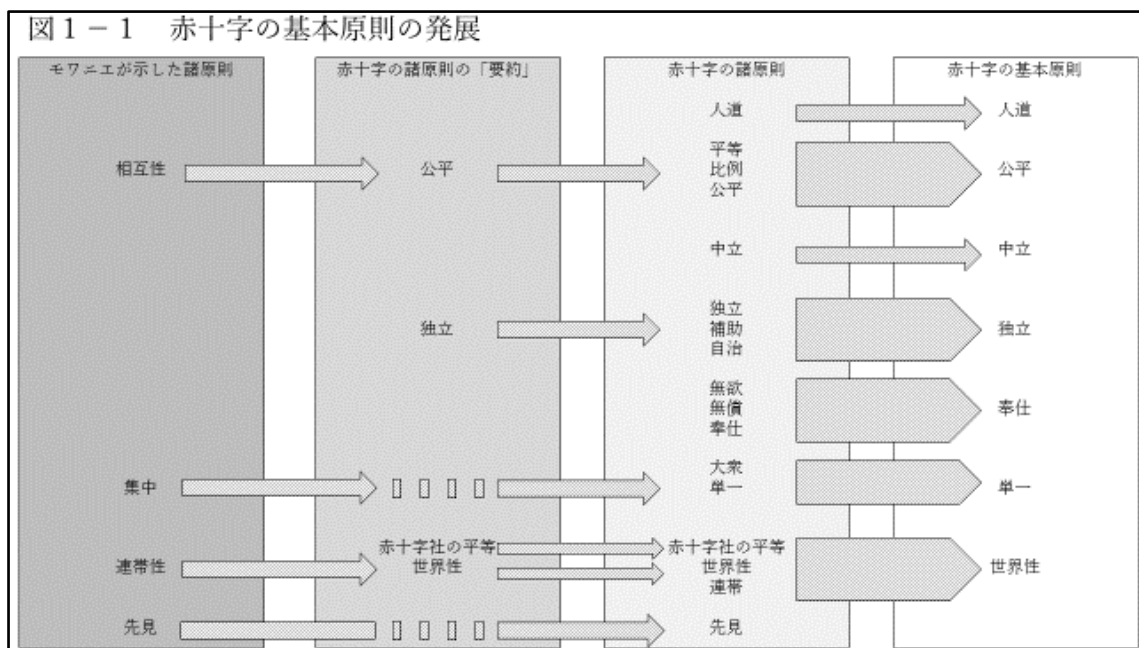 図1－1　赤十字の基本原則の発展
モワニエが示した諸原則
相互性
集中
連帯性
先見
赤十字の諸原則の「要約」
公平
独立
赤十字社の平等
世界性
赤十字の諸原則
人道
平等
比例
公平
中立
独立
補助
自治
無欲
無償
奉仕
大衆
単一
赤十字社の平等
世界性
連帯
先見
赤十字の基本原則
人道
公平
中立
独立
奉仕
単一
世界性